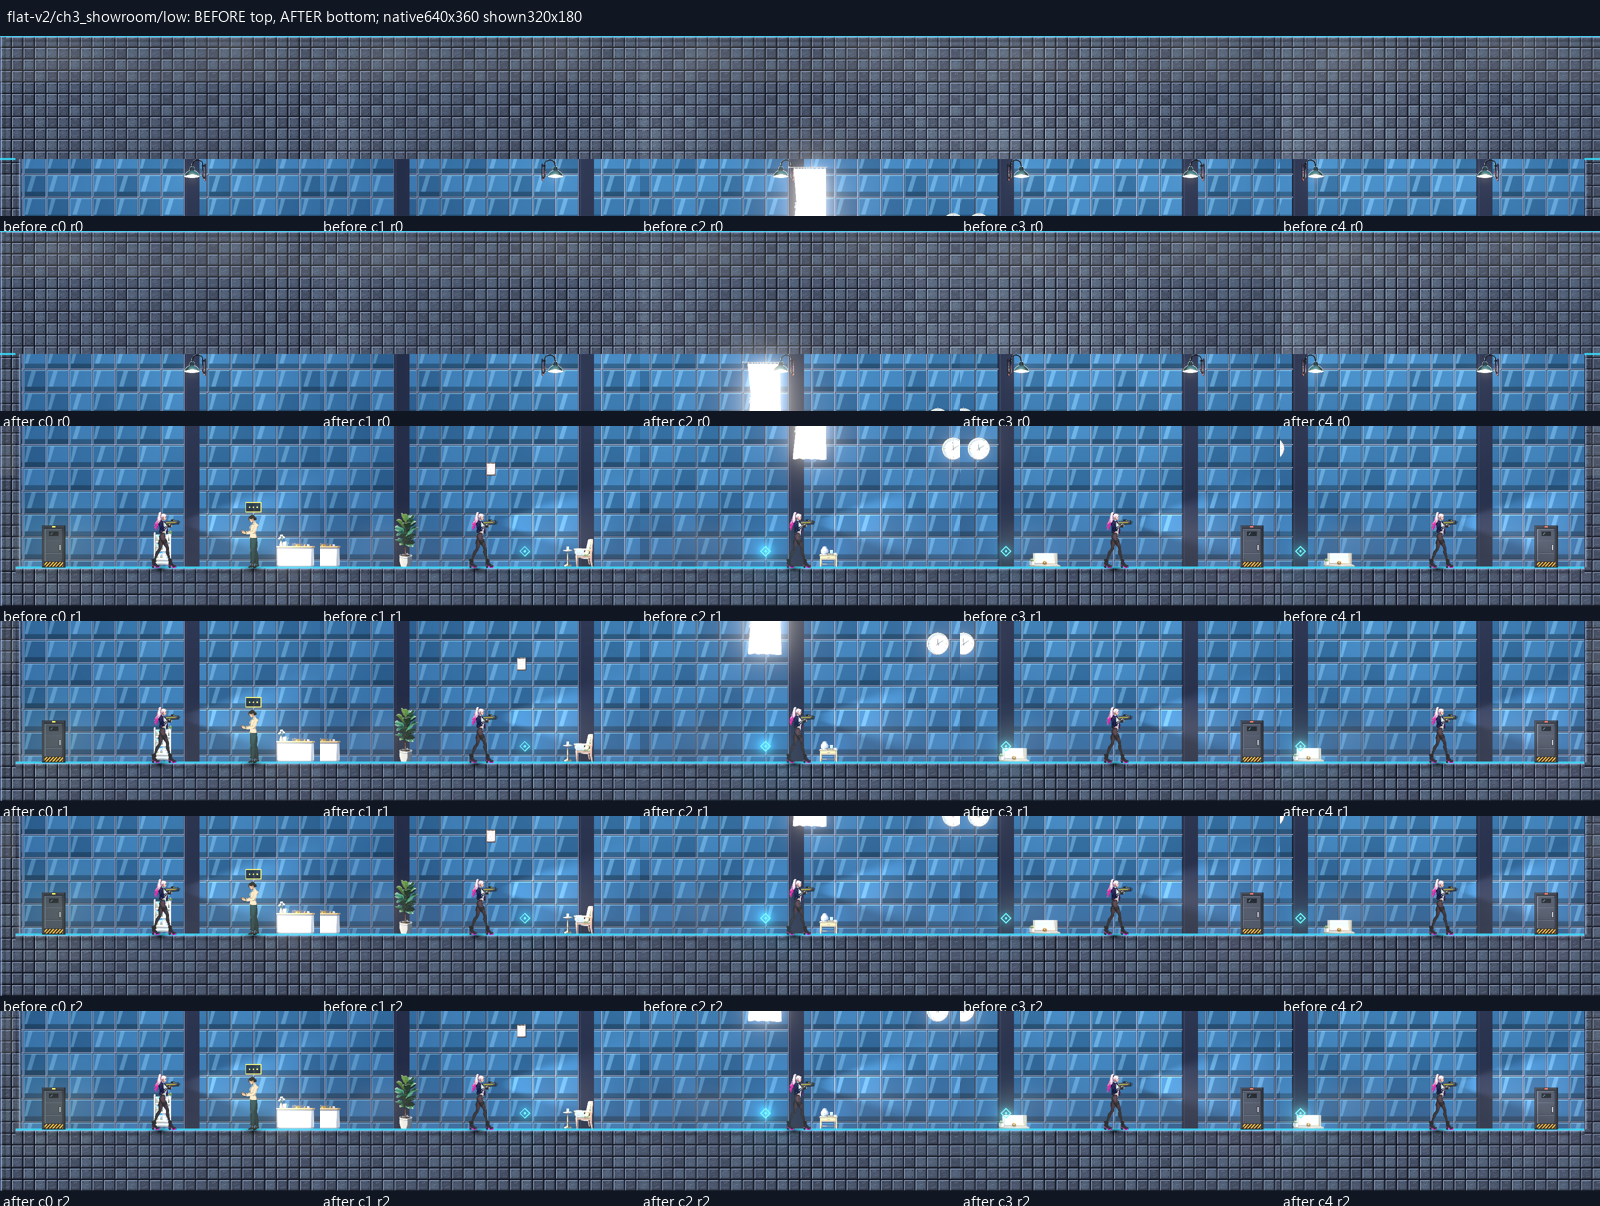 flat-v2/ch3_showroom/low: BEFORE top, AFTER bottom; native640x360 shown320x180
before c0 r0
before c1 r0
before c2 r0
before c3 r0
before c4 r0
after c0 r0
after c1 r0
after c2 r0
after c3 r0
after c4 r0
before c0 r1
before c1 r1
before c2 r1
before c3 r1
before c4 r1
after c0 r1
after c1 r1
after c2 r1
after c3 r1
after c4 r1
before c0 r2
before c1 r2
before c2 r2
before c3 r2
before c4 r2
after c0 r2
after c1 r2
after c2 r2
after c3 r2
after c4 r2